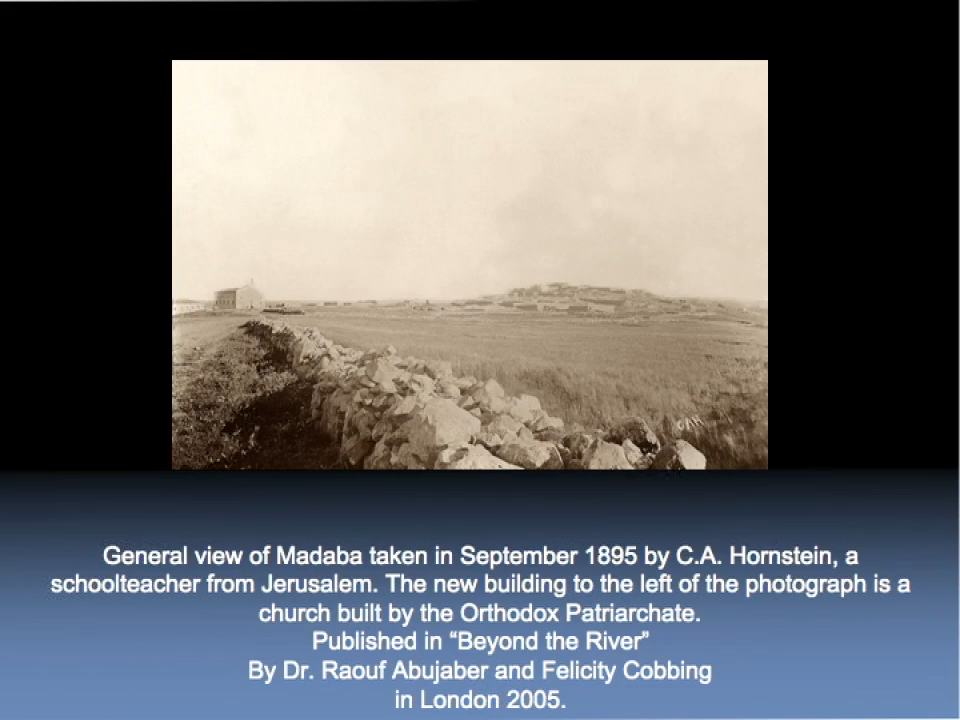 CAH
General view of Madaba taken in September 1895 by C.A. Hornstein, a
schoolteacher from Jerusalem. The new building to the left of the photograph is a
church built by the Orthodox Patriarchate.
Published in “Beyond the River”
By Dr. Raouf Abujaber and Felicity Cobbing
in London 2005.